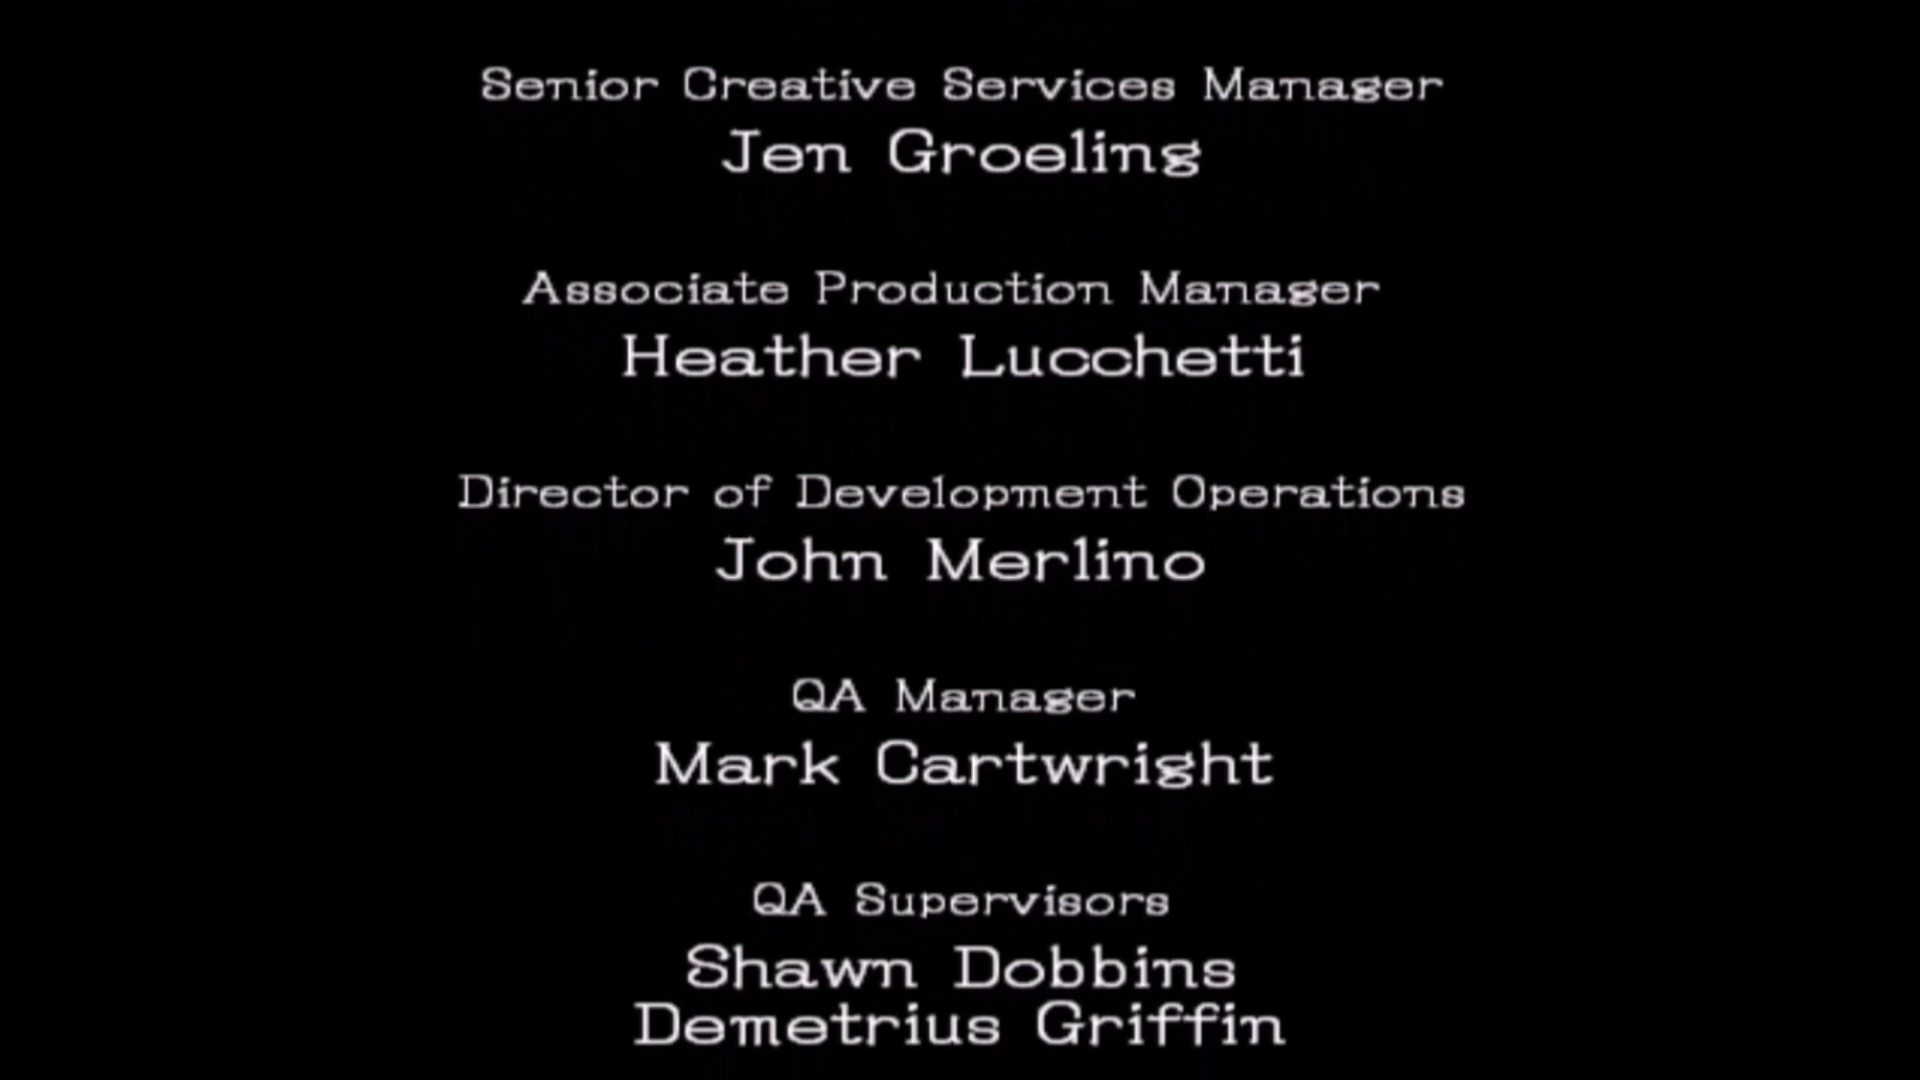 Senior Creative Services Manager
Jen Groeling
Associate Production Manager
Heather Lucchetti
Director of Development Operations
John Merlino
QA Manager
Mark Cartwright
QA Supervisors
Shawn Dobbins
Demetrius Griffin